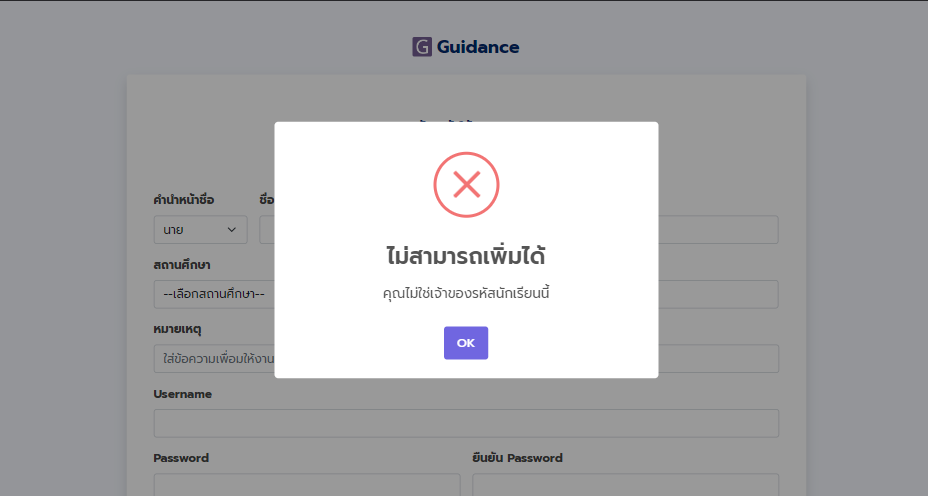 G Guidance
ไม่สามารถเพิ่มได้
คุณไม่ใช่เจ้าของรหัสนักเรียนนี้
OK
คำนำหน้าชื่อ
นาย
สถานศึกษา
--เลือกสถานศึกษา--
หมายเหตุ
ใส่ข้อความเพื่อมให้งาน
Username
Password ยืนยัน Password